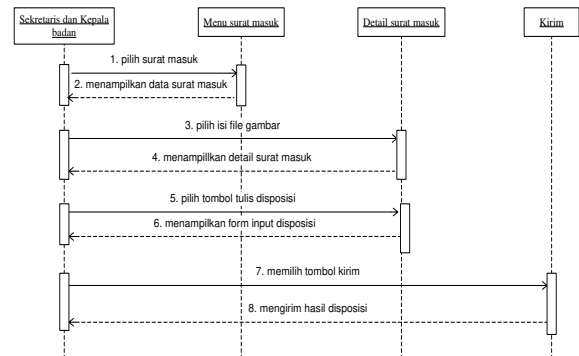 Sekretaris dan Kepala
badan
Menu surat masuk
Detail surat masuk
Kirim
1. pilih surat masuk
2. menampilkan data surat masuk
3. pilih isi file gambar
4. menampillkan detail surat masuk
5. pilih tombol tulis disposisi
6. menampilkan form input disposisi
7. memilih tombol kirim
8. mengirim hasil disposisi